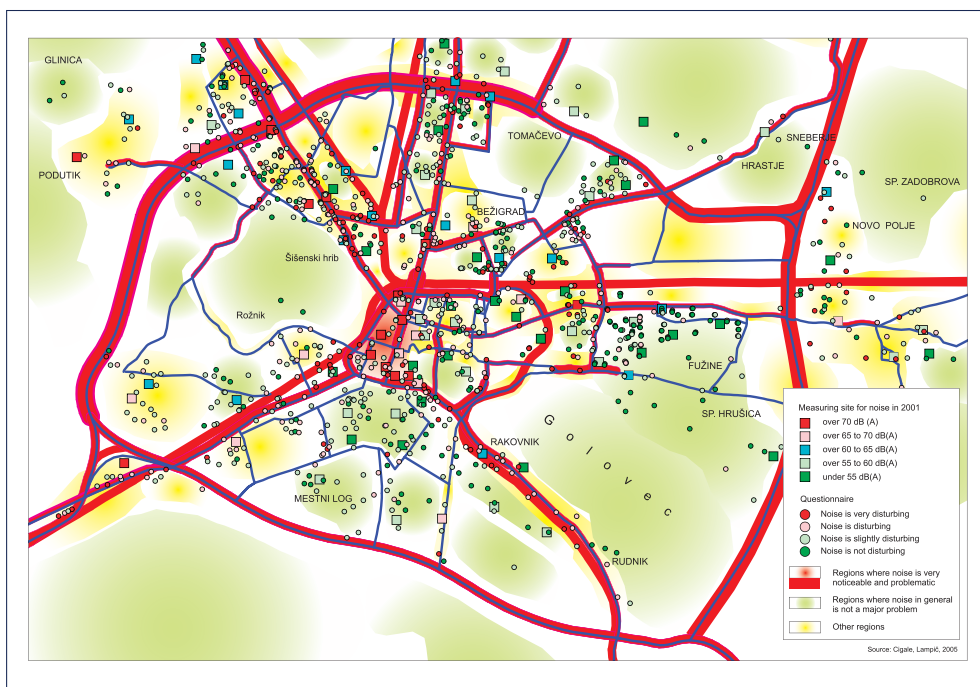 GLINICA
TOMAČEVO
SNEBERJE
HRASTJE
PODUTIK
SP. ZADOBROVA
BEŽIGRAD
NOVO POLJE
Šišenski hrib
Rožnik
FUŽINE
SP. HRUŠICA
Golovec
RAKOVNIK
MESTNI LOG
RUDNIK
Measuring site for noise in 2001
over 70 dB (A)
over 65 to 70 dB(A)
over 60 to 65 dB(A)
over 55 to 60 dB(A)
under 55 dB(A)
Questionnaire
Noise is very disturbing
Noise is disturbing
Noise is slightly disturbing
Noise is not disturbing
Regions where noise is very
noticeable and problematic
Regions where noise in general
is not a major problem
Other regions
Source: Cigale, Lampič, 2005